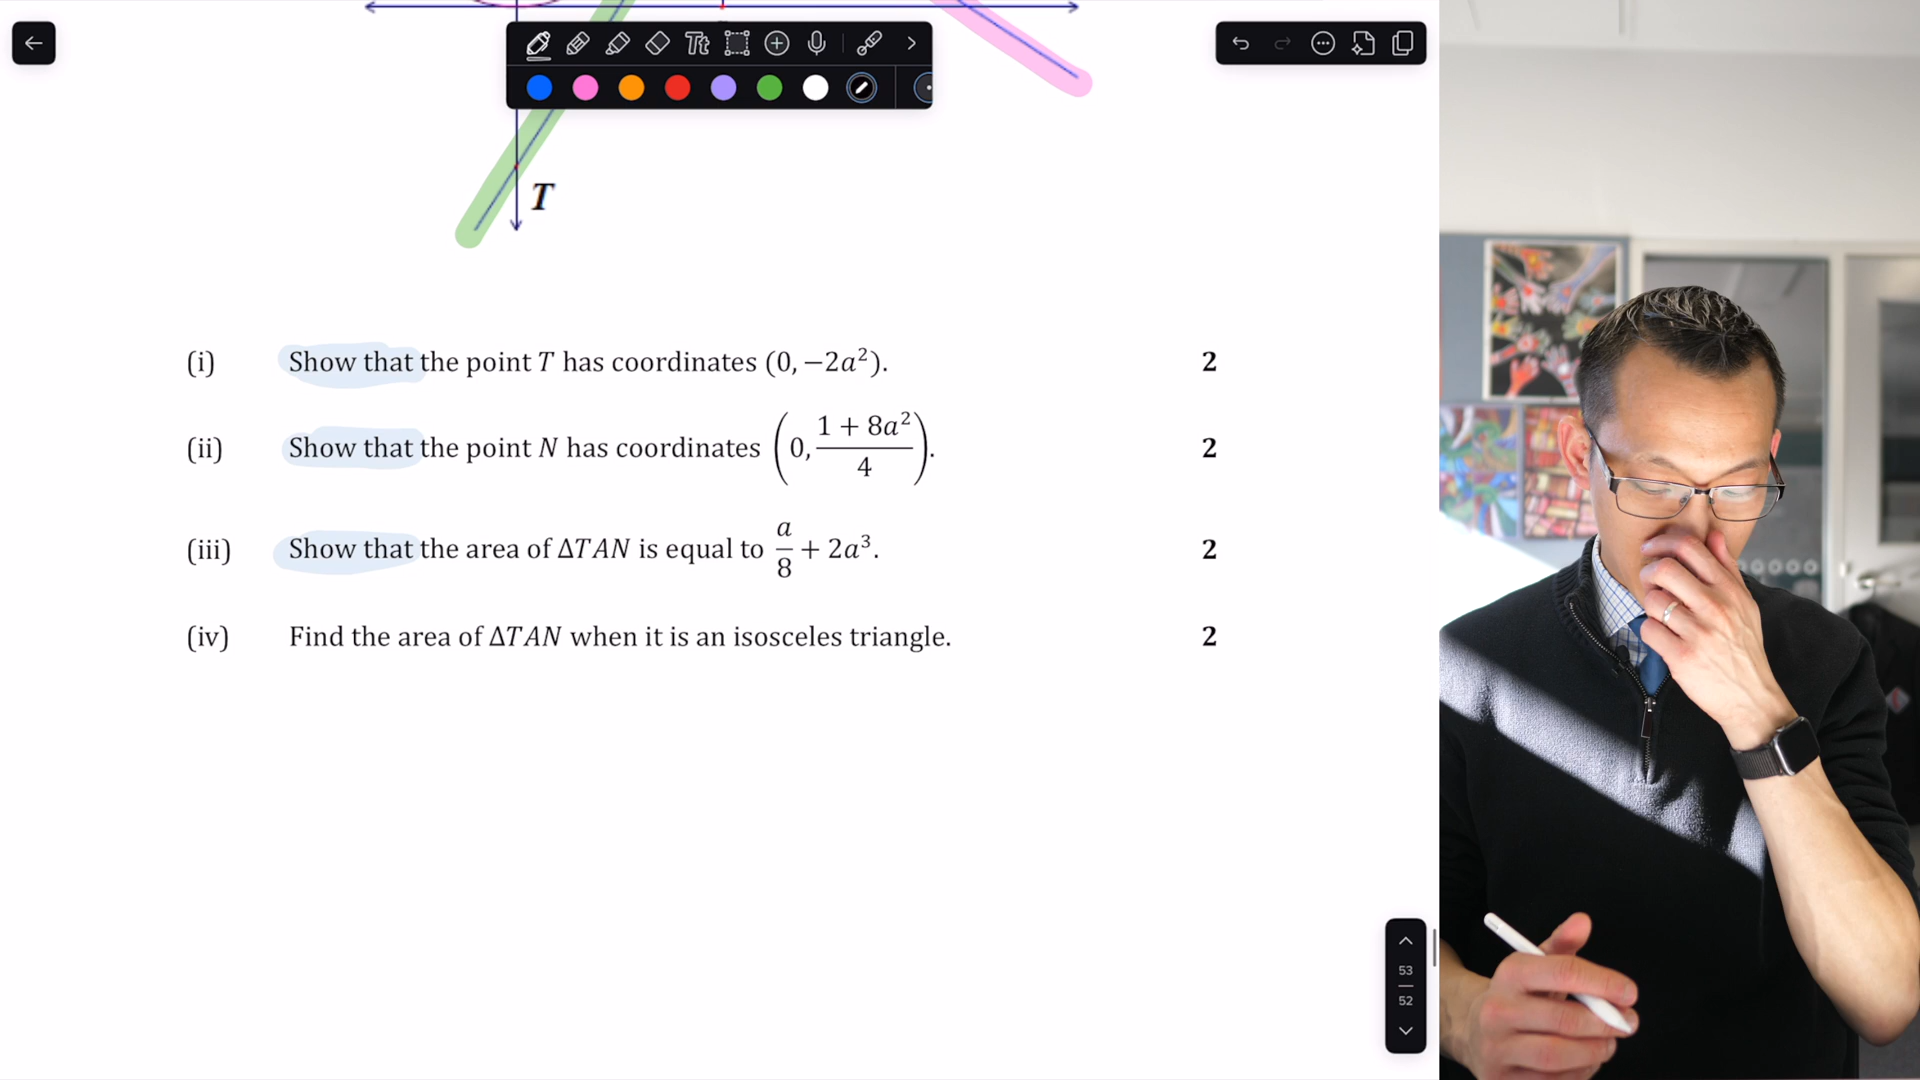 Tt
T
(i) Show that the point T has coordinates (0, −2a²). 2
(ii) Show that the point N has coordinates (0, (1 + 8a²)/4). 2
(iii) Show that the area of ΔTAN is equal to a/8 + 2a³. 2
(iv) Find the area of ΔTAN when it is an isosceles triangle. 2
53
52